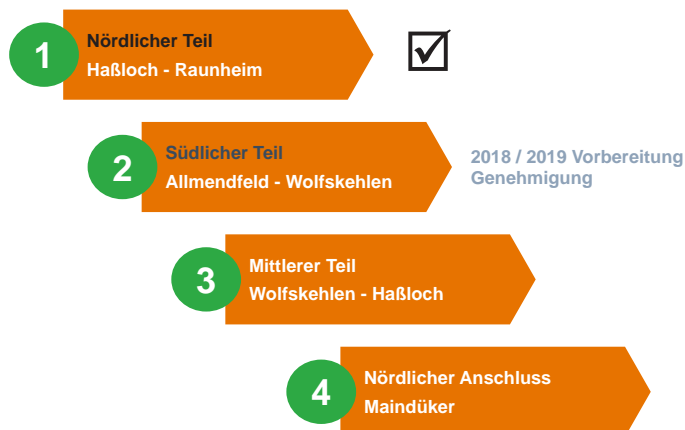 1
Nördlicher Teil
Haßloch - Raunheim
2
Südlicher Teil
Allmendfeld - Wolfskehlen
2018 / 2019 Vorbereitung
Genehmigung
3
Mittlerer Teil
Wolfskehlen - Haßloch
4
Nördlicher Anschluss
Maindüker